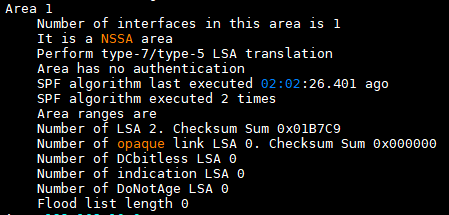 Area 1
Number of interfaces in this area is 1
It is a NSSA area
Perform type-7/type-5 LSA translation
Area has no authentication
SPF algorithm last executed 02:02:26.401 ago
SPF algorithm executed 2 times
Area ranges are
Number of LSA 2. Checksum Sum 0x01B7C9
Number of opaque link LSA 0. Checksum Sum 0x000000
Number of DCbitless LSA 0
Number of indication LSA 0
Number of DoNotAge LSA 0
Flood list length 0